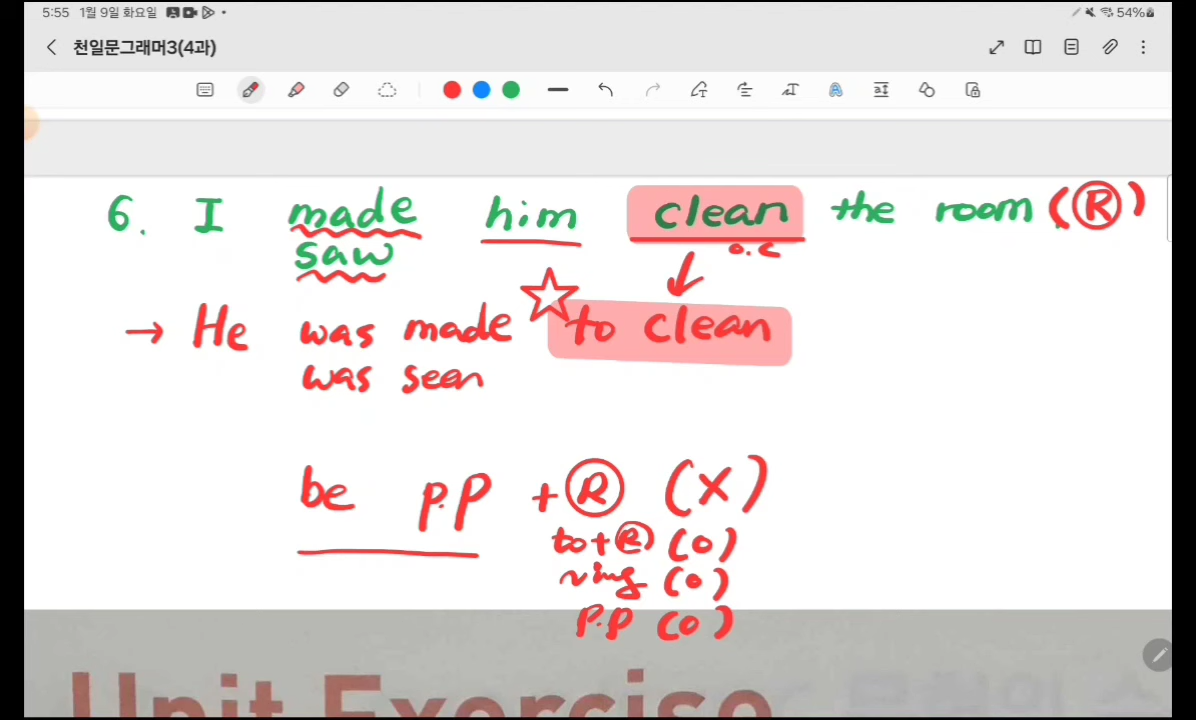 5:55 1월 9일 화요일
54%
천일문그래머3(4과)
6. I made him clean the room (R)
saw o.c
→ He was made to clean
was seen
be p.p + R (X)
to+R (O)
Ving (O)
P.P (O)
Unit Exercise